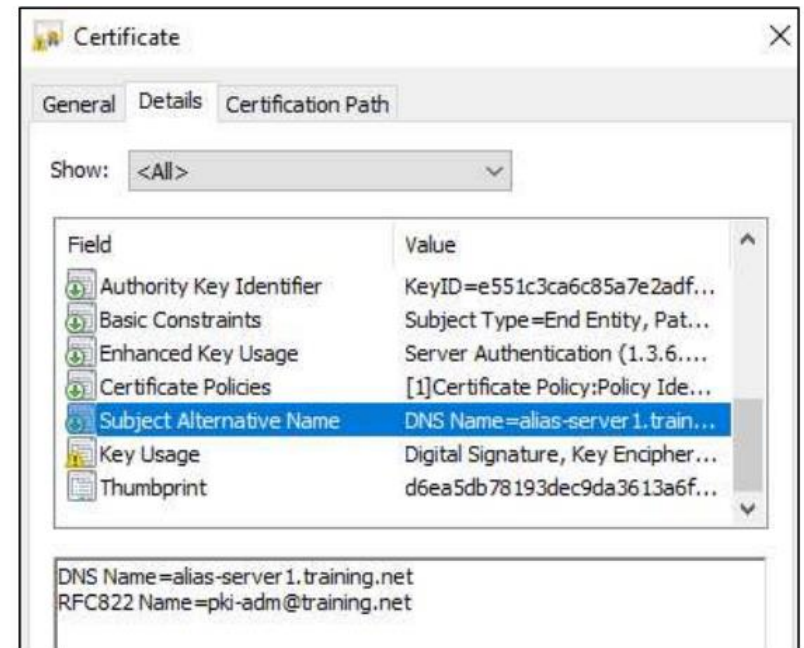 Certificate
General Details Certification Path
Show: <All>
Field Value
Authority Key Identifier KeyID=e551c3ca6c85a7e2adf...
Basic Constraints Subject Type=End Entity, Pat...
Enhanced Key Usage Server Authentication (1.3.6....
Certificate Policies [1]Certificate Policy:Policy Ide...
Subject Alternative Name DNS Name=alias-server1.train...
Key Usage Digital Signature, Key Encipher...
Thumbprint d6ea5db78193dec9da3613a6f...
DNS Name=alias-server1.training.net
RFC822 Name=pki-adm@training.net